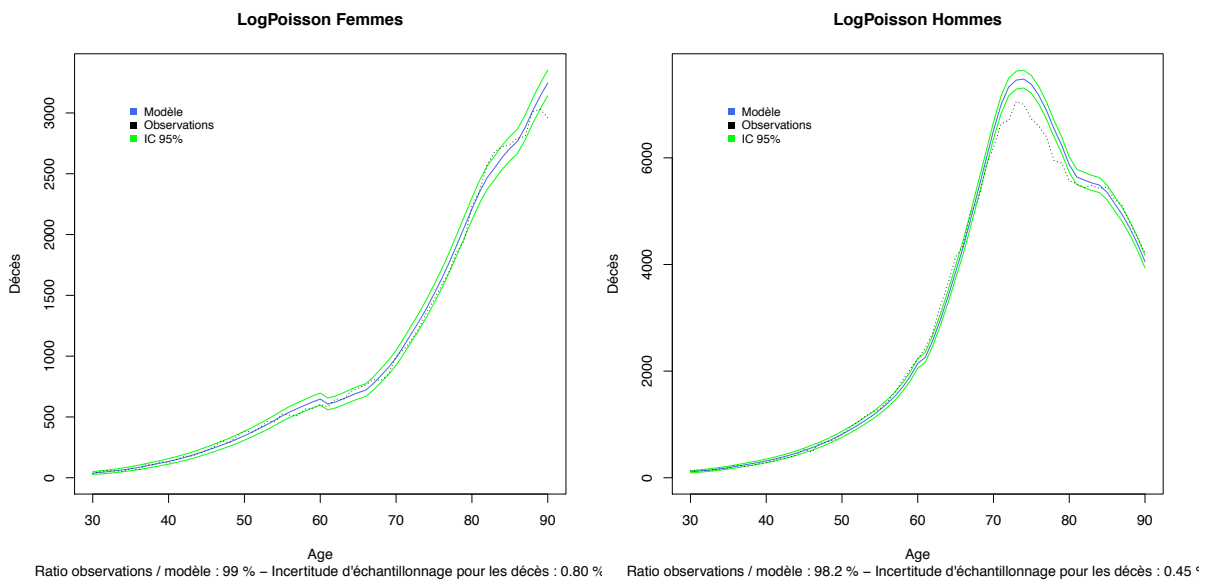 LogPoisson Femmes
Décès
3000
2500
2000
1500
1000
500
0
Modèle
Observations
IC 95%
30 40 50 60 70 80 90
Age
Ratio observations / modèle : 99 % − Incertitude d'échantillonnage pour les décès : 0.80 %
LogPoisson Hommes
Décès
6000
4000
2000
0
Modèle
Observations
IC 95%
30 40 50 60 70 80 90
Age
Ratio observations / modèle : 98.2 % − Incertitude d'échantillonnage pour les décès : 0.45